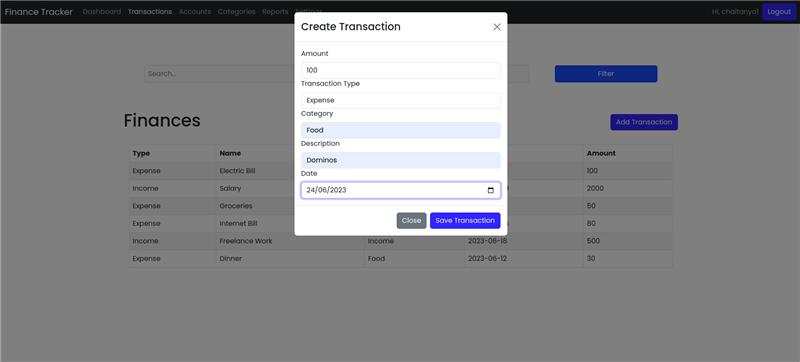 Finance Tracker Dashboard Transactions Accounts Categories Reports Settings Hi, chaitanya! Logout
Create Transaction
Amount
100
Transaction Type
Expense
Category
Food
Description
Dominos
Date
24/06/2023
Close Save Transaction
Search... Filter
Finances Add Transaction
Type Name Amount
Expense Electric Bill 100
Income Salary 2000
Expense Groceries 50
Expense Internet Bill 80
Income Freelance Work Income 2023-06-18 500
Expense Dinner Food 2023-06-12 30